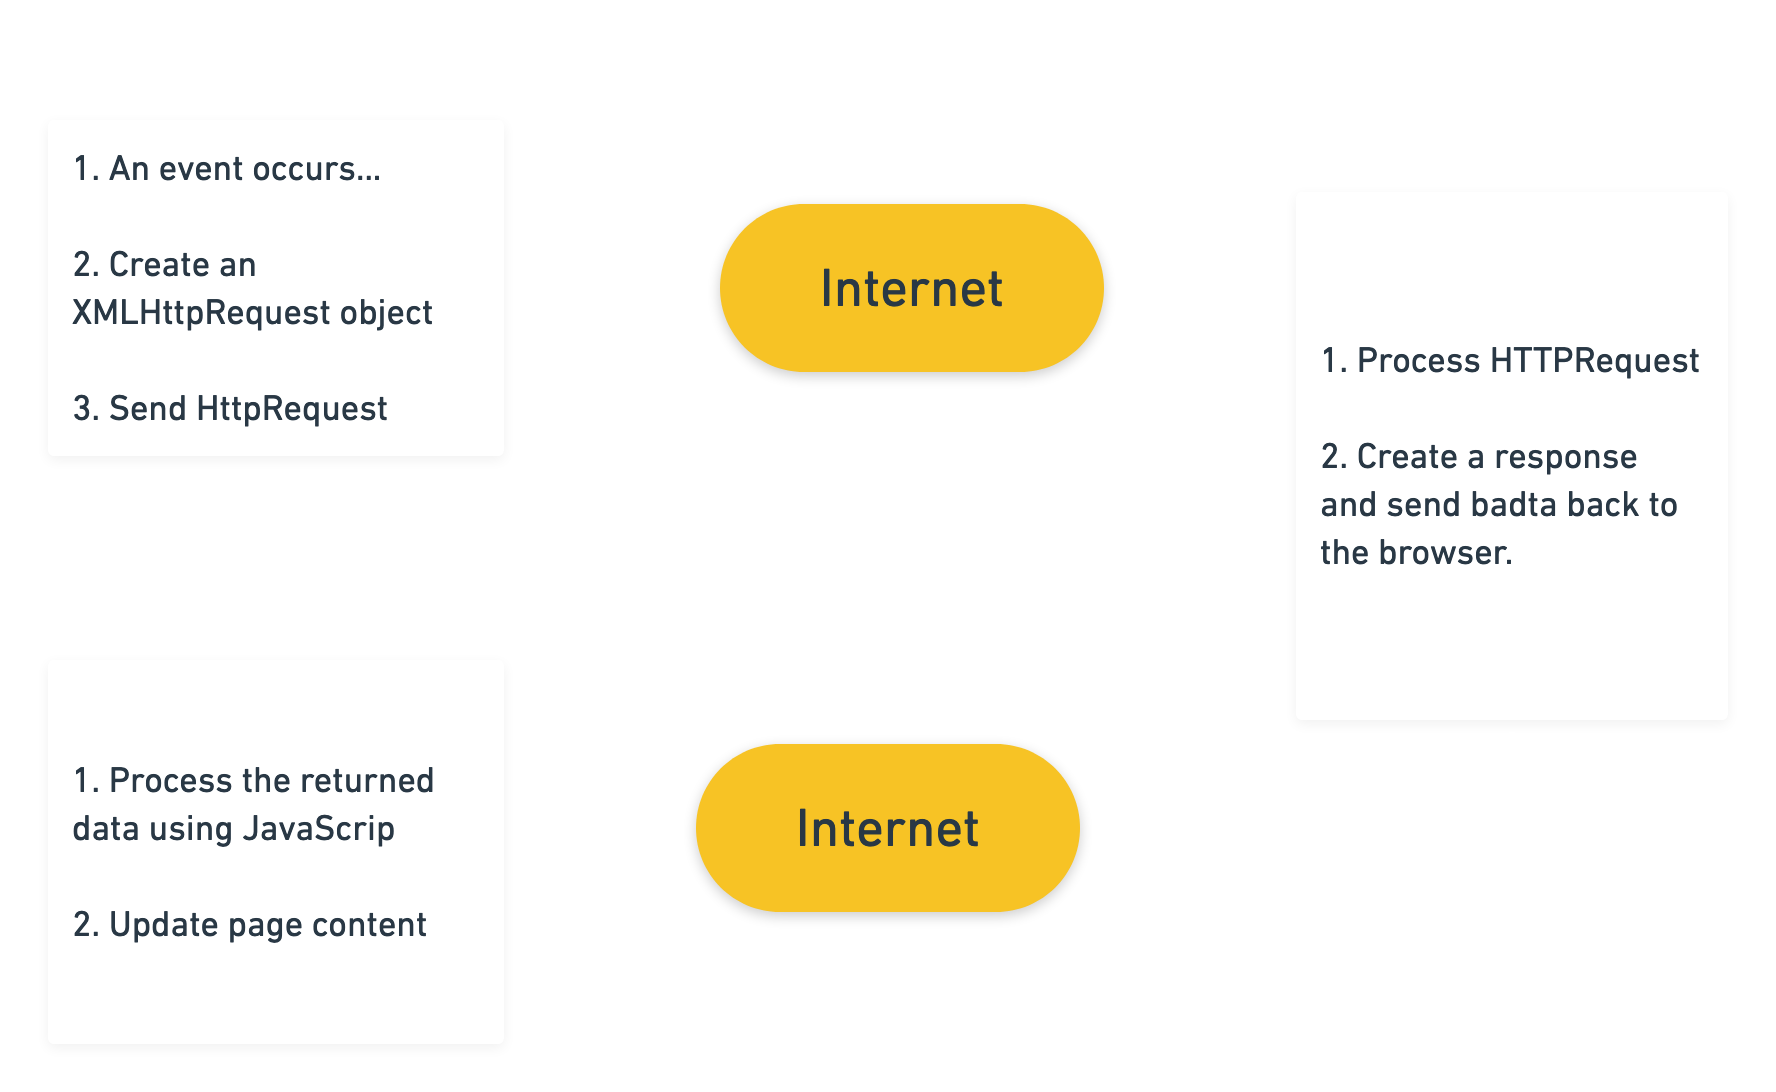 1. An event occurs...
2. Create an
XMLHttpRequest object
3. Send HttpRequest
Internet
1. Process HTTPRequest
2. Create a response
and send badta back to
the browser.
1. Process the returned
data using JavaScrip
2. Update page content
Internet